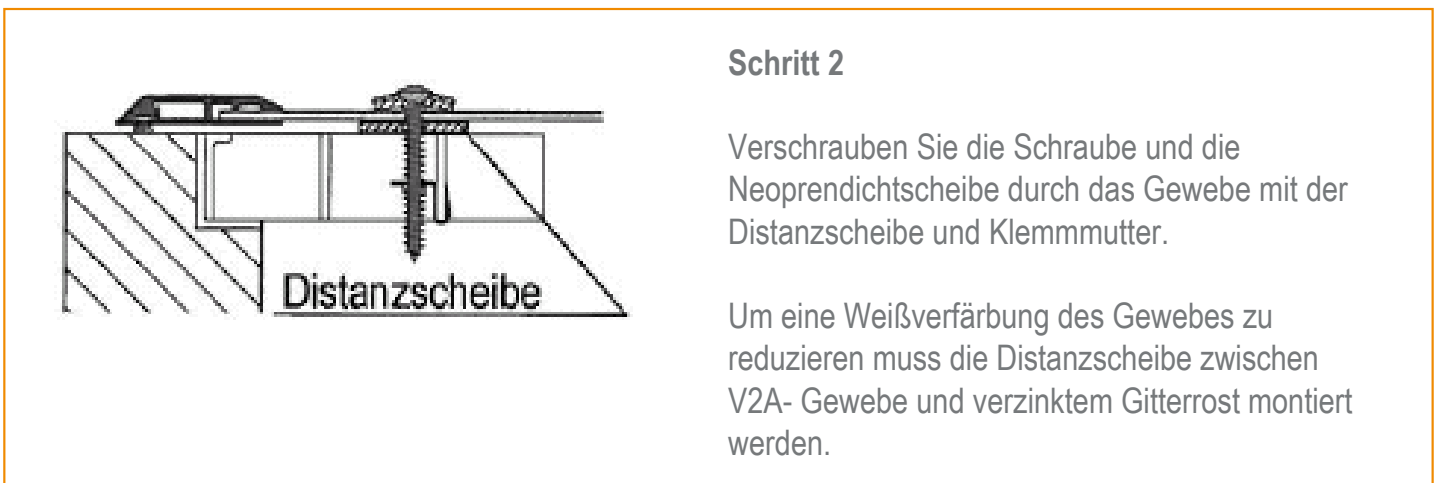 Schritt 2
Verschrauben Sie die Schraube und die
Neoprendichtscheibe durch das Gewebe mit der
Distanzscheibe und Klemmmutter.
Um eine Weißverfärbung des Gewebes zu
reduzieren muss die Distanzscheibe zwischen
V2A- Gewebe und verzinktem Gitterrost montiert
werden.
Distanzscheibe